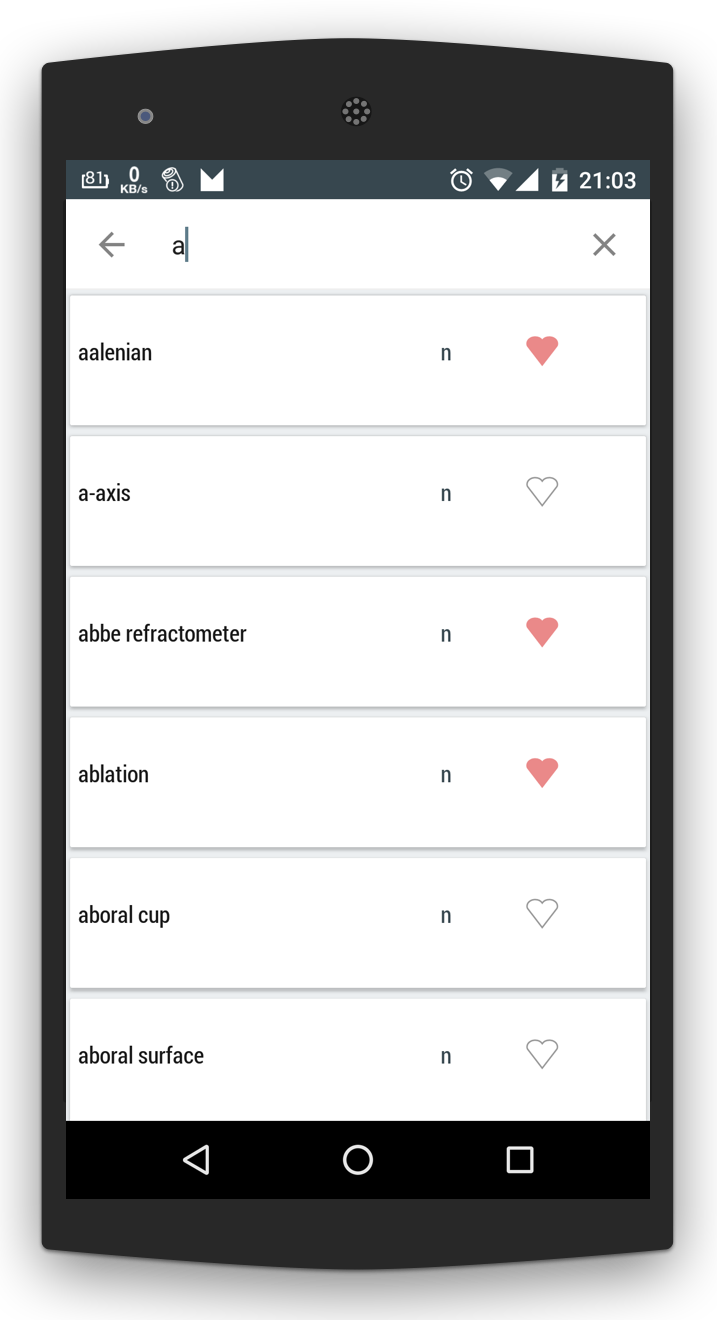 81 0 KB/s 21:03
a
aalenian n
a-axis n
abbe refractometer n
ablation n
aboral cup n
aboral surface n